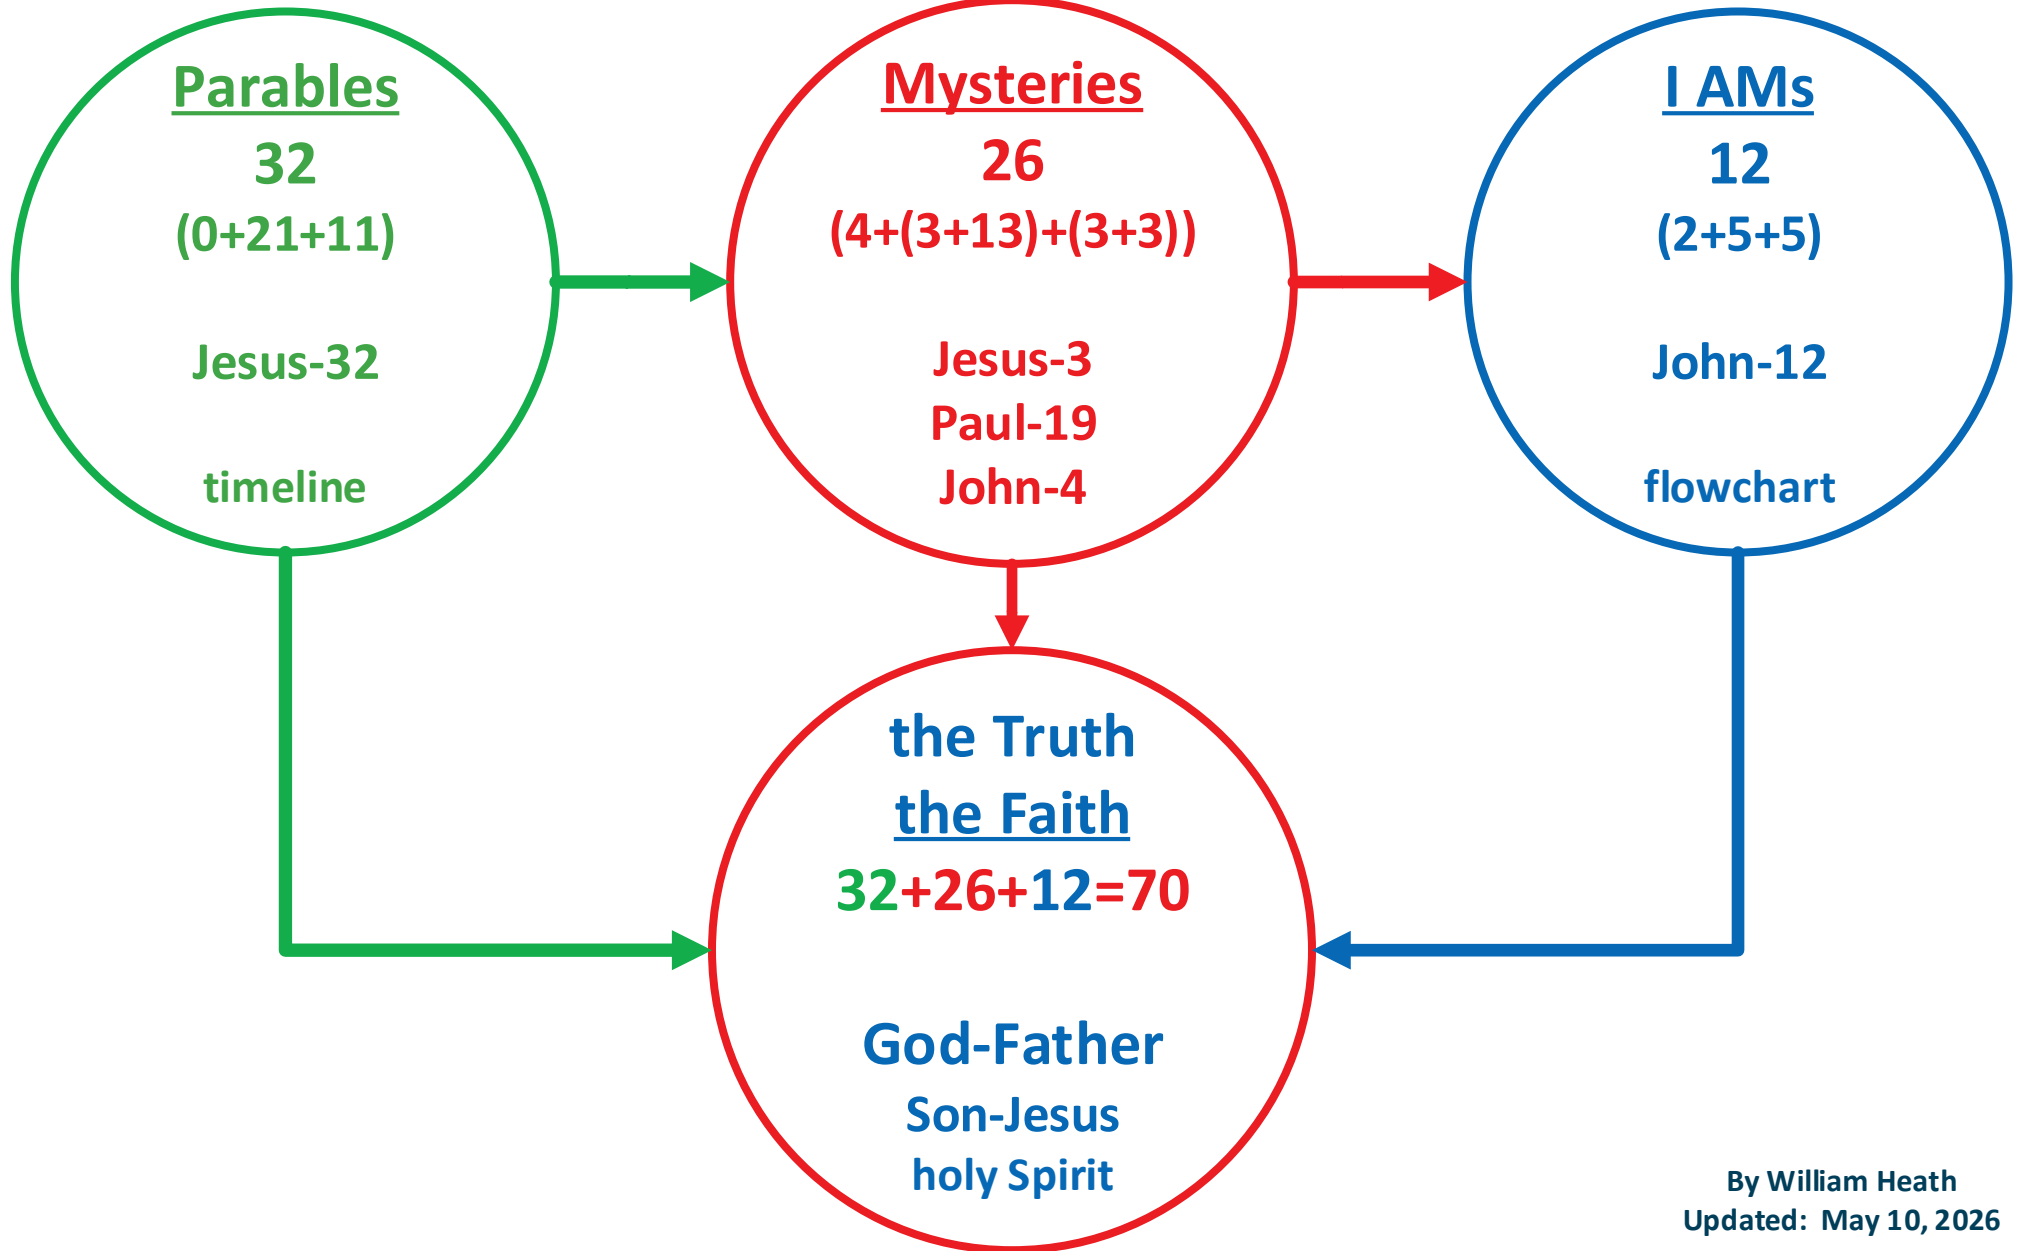 Parables
32
(0+21+11)
Jesus-32
timeline
Mysteries
26
(4+(3+13)+(3+3))
Jesus-3
Paul-19
John-4
I AMs
12
(2+5+5)
John-12
flowchart
the Truth
the Faith
32+26+12=70
God-Father
Son-Jesus
holy Spirit
By William Heath
Updated:  May 10, 2026